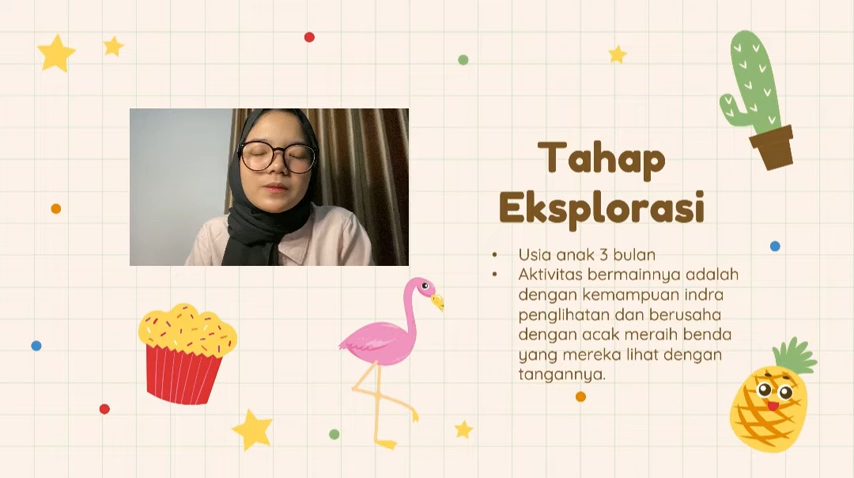 Tahap
Eksplorasi
• Usia anak 3 bulan
• Aktivitas bermainnya adalah
dengan kemampuan indra
penglihatan dan berusaha
dengan acak meraih benda
yang mereka lihat dengan
tangannya.